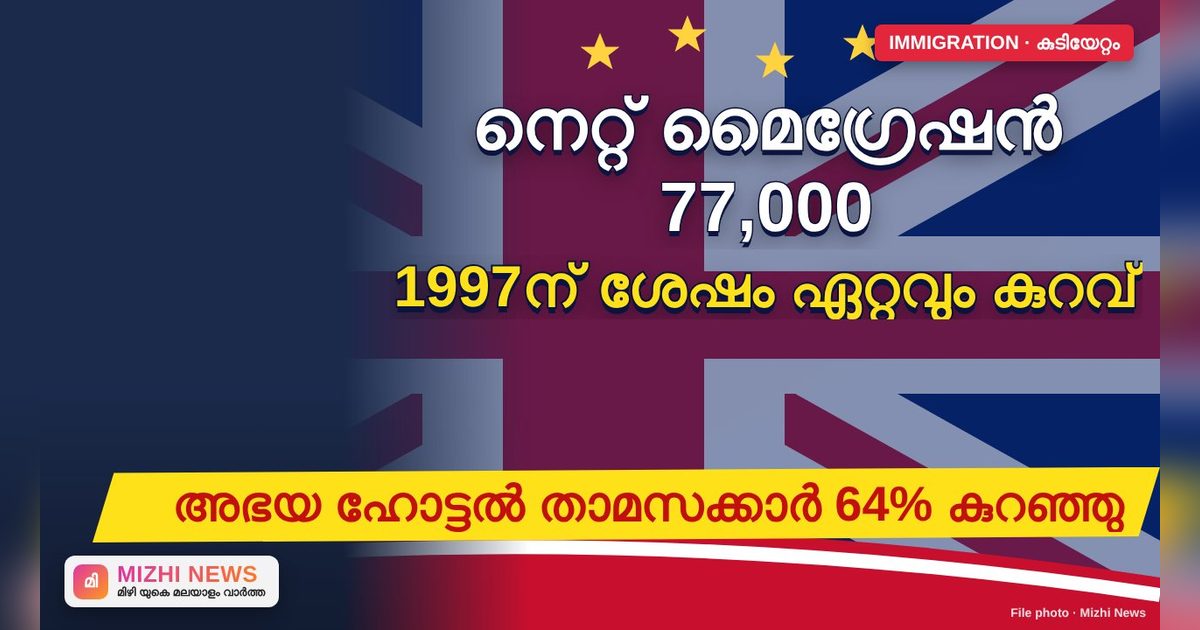 IMMIGRATION · കുടിയേറ്റം
നെറ്റ് മൈഗ്രേഷൻ
77,000
1997ന് ശേഷം ഏറ്റവും കുറവ്
അഭയ ഹോട്ടൽ താമസക്കാർ 64% കുറഞ്ഞു
മി
MIZHI NEWS
മിഴി യുകെ മലയാളം വാർത്ത
File photo · Mizhi News